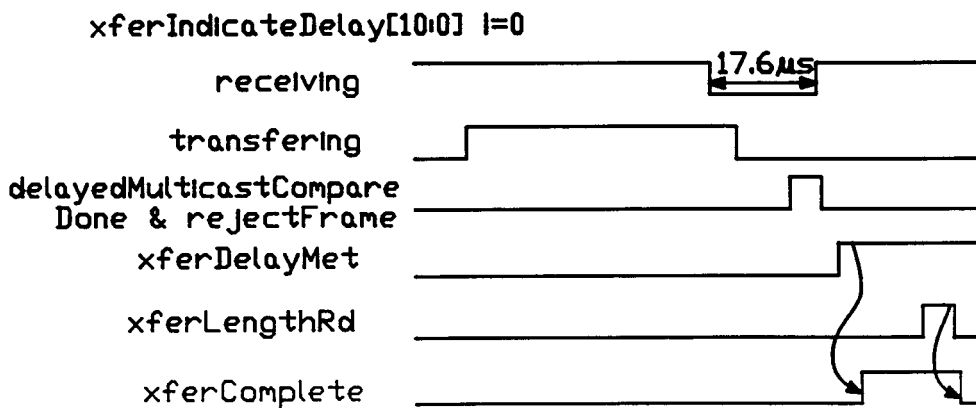 xferIndicateDelay[10:0] !=0
receiving
17.6µs
transfering
delayedMulticastCompare
Done & rejectFrame
xferDelayMet
xferLengthRd
xferComplete